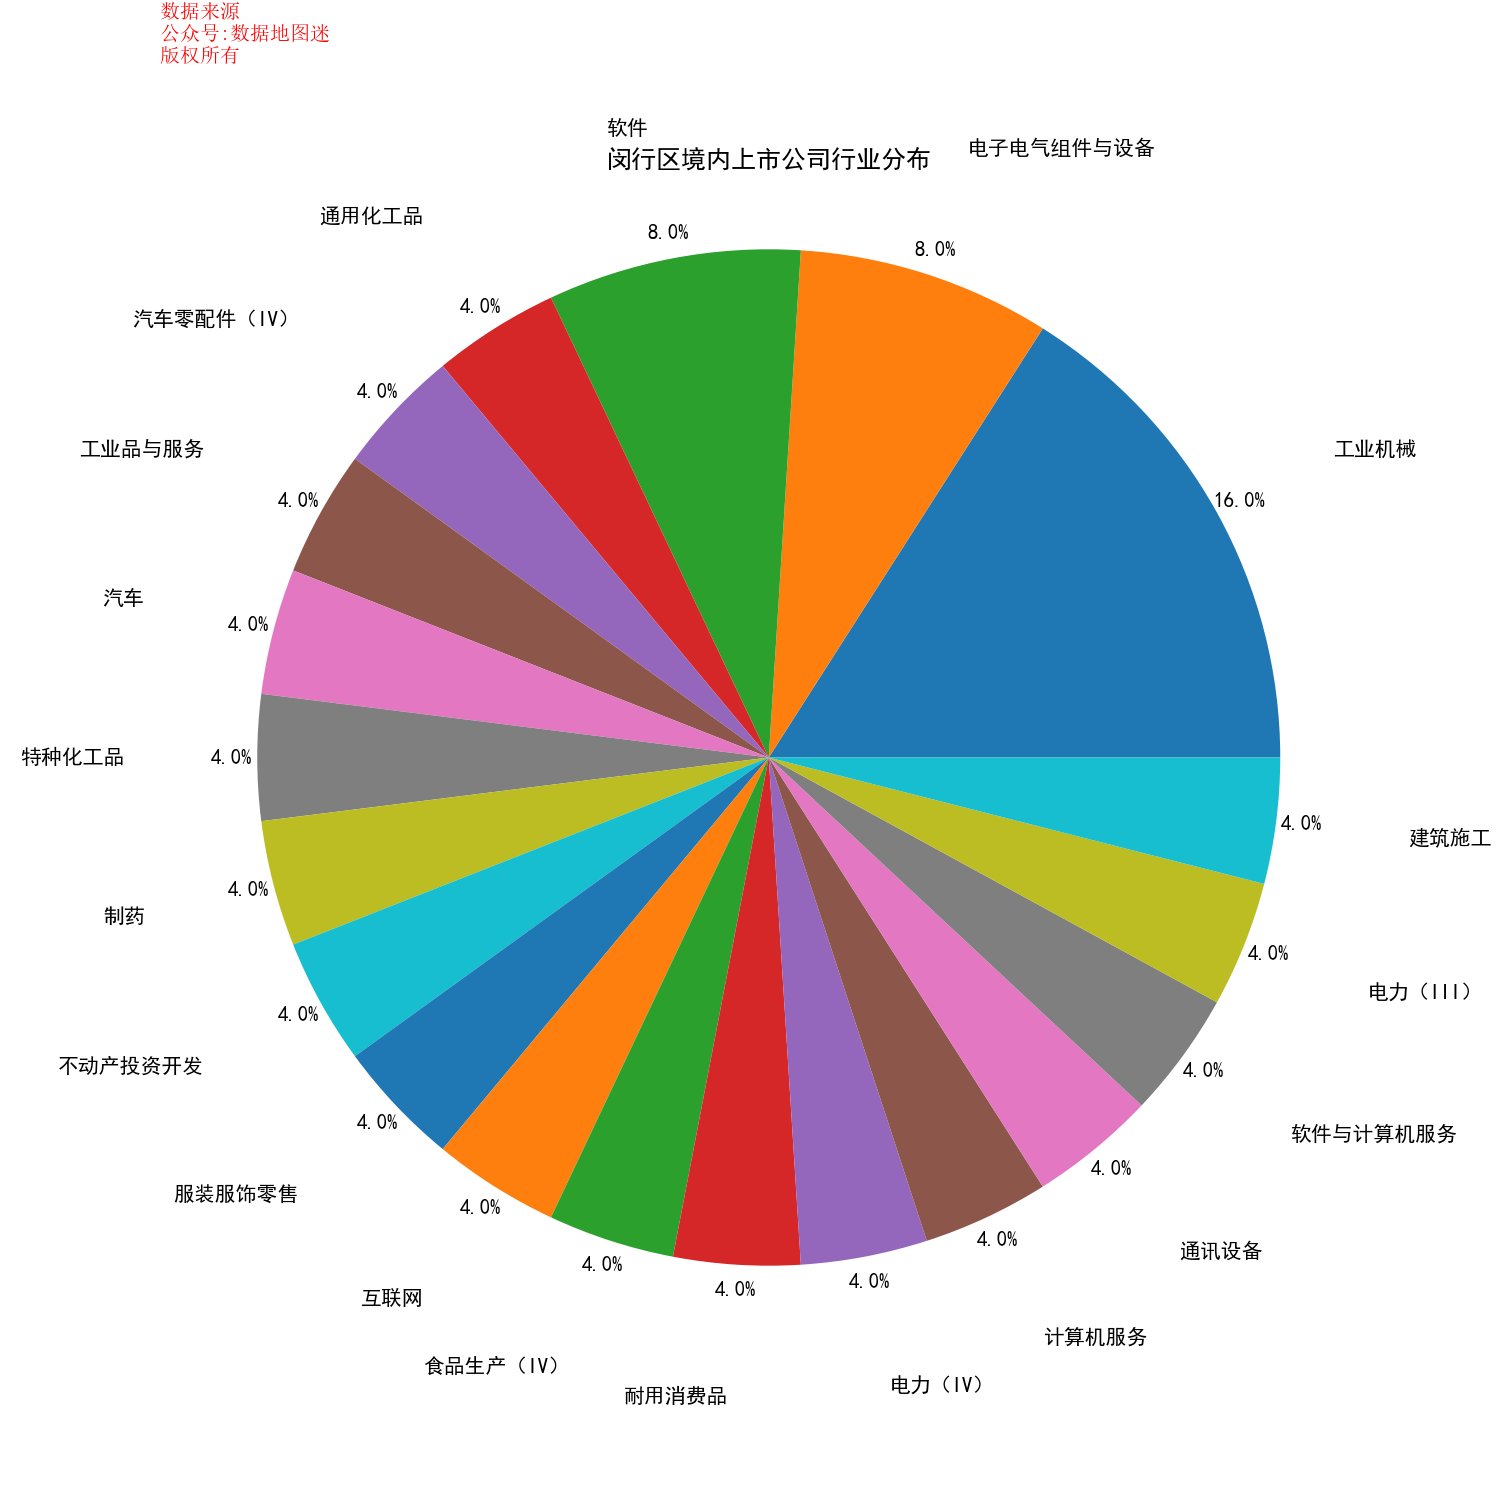 数据来源
公众号:数据地图迷
版权所有
软件
闵行区境内上市公司行业分布
电子电气组件与设备
通用化工品
8.0%
8.0%
4.0%
汽车零配件（IV）
4.0%
工业品与服务
工业机械
4.0%
16.0%
汽车
4.0%
特种化工品
4.0%
4.0%
建筑施工
制药
4.0%
4.0%
电力（III）
4.0%
不动产投资开发
4.0%
4.0%
软件与计算机服务
4.0%
服装服饰零售
4.0%
4.0%
通讯设备
4.0%
4.0%
4.0%
互联网
4.0%
计算机服务
食品生产（IV）
耐用消费品
电力（IV）